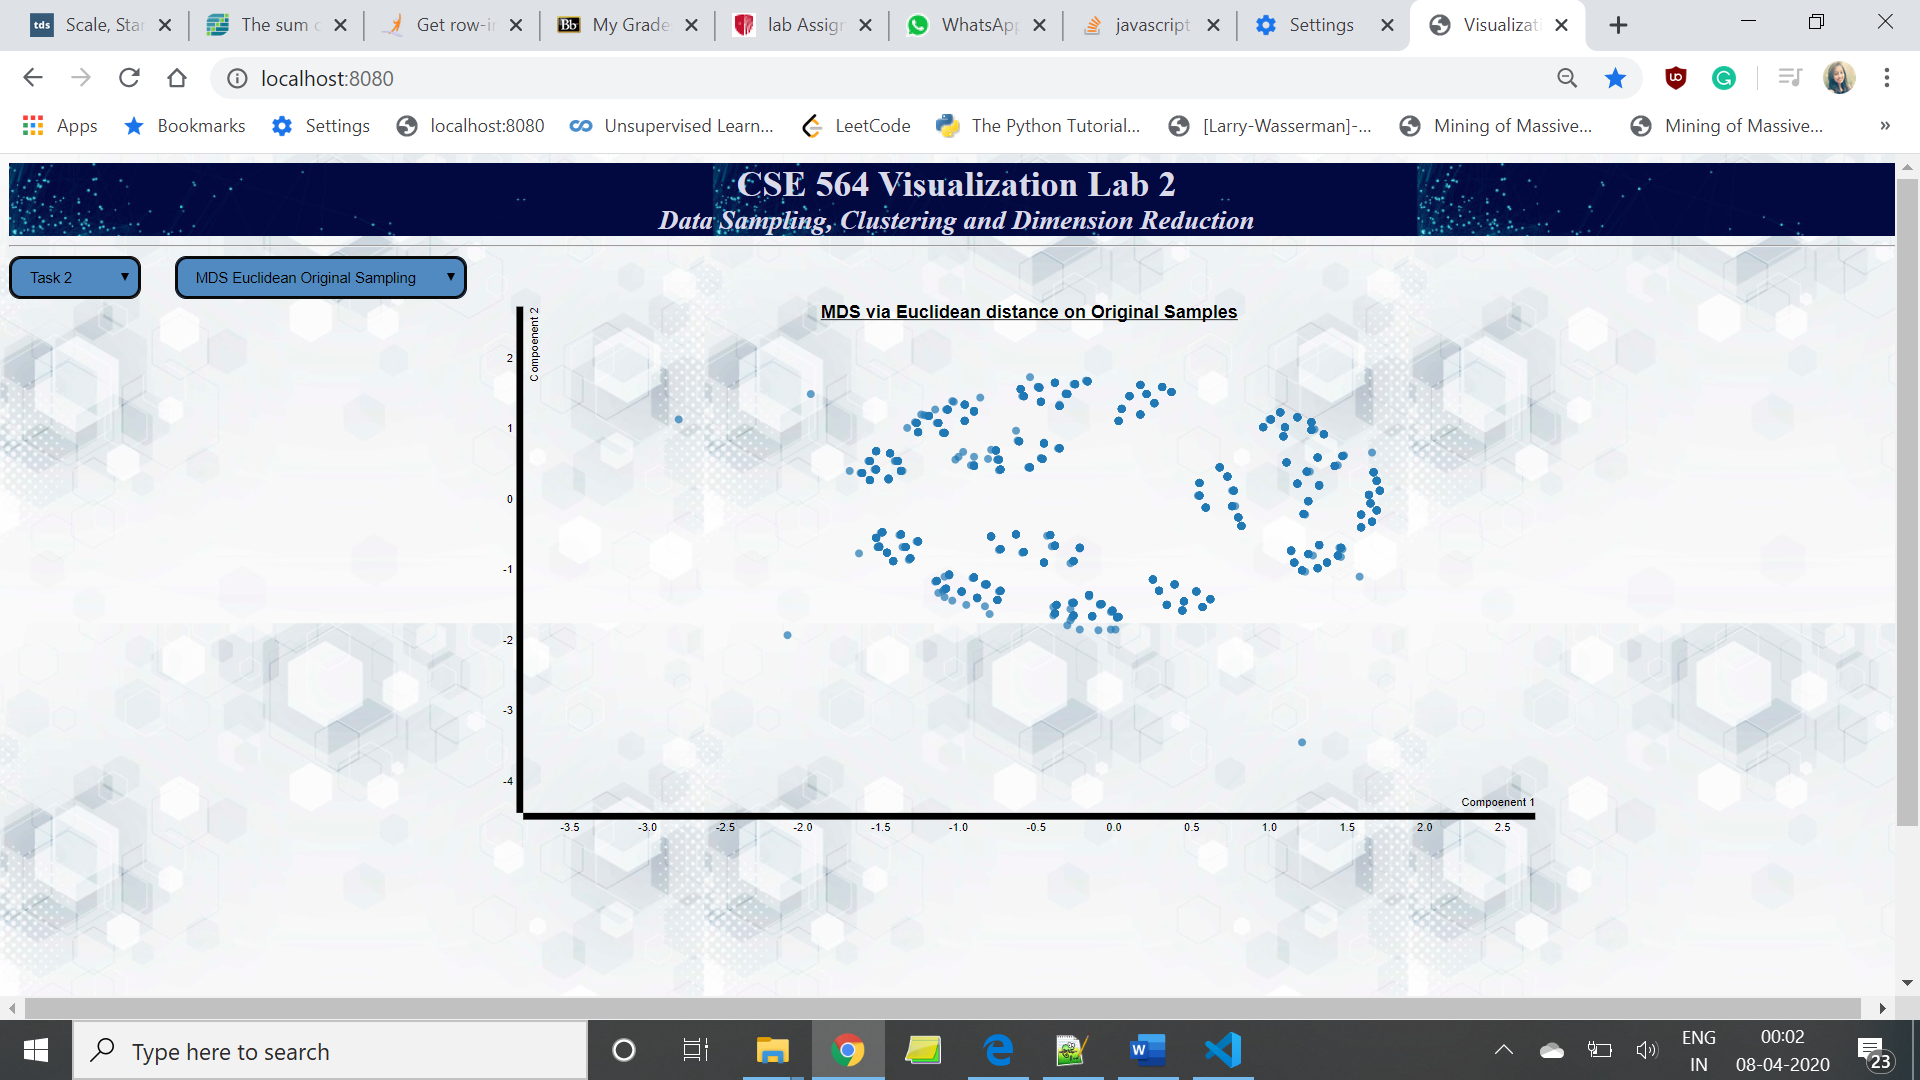 Scale, Star
The sum o
Get row-in
My Grade
lab Assign
WhatsApp
javascript
Settings
Visualizati
localhost:8080
Apps
Bookmarks
Settings
localhost:8080
Unsupervised Learn...
LeetCode
The Python Tutorial...
[Larry-Wasserman]-...
Mining of Massive...
Mining of Massive...
»
CSE 564 Visualization Lab 2
Data Sampling, Clustering and Dimension Reduction
Task 2
MDS Euclidean Original Sampling
MDS via Euclidean distance on Original Samples
Compoenent 2
2
1
0
-1
-2
-3
-4
Compoenent 1
-3.5 -3.0 -2.5 -2.0 -1.5 -1.0 -0.5 0.0 0.5 1.0 1.5 2.0 2.5
Type here to search
ENG
IN
00:02
08-04-2020
23